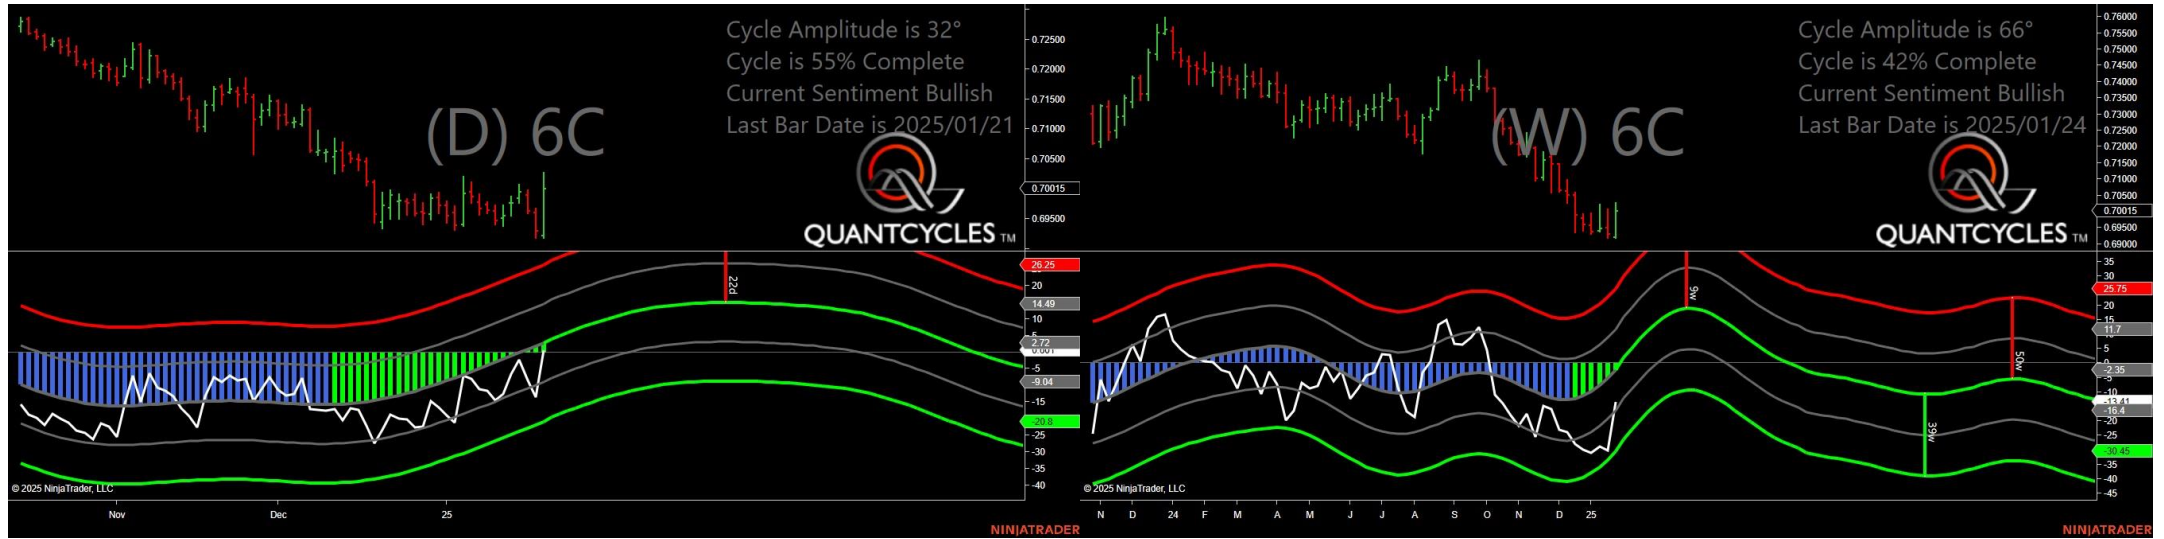 Cycle Amplitude is 32°
Cycle is 55% Complete
Current Sentiment Bullish
Last Bar Date is 2025/01/21
(D) 6C
QUANTCYCLES TM
0.72500
0.72000
0.71500
0.71000
0.70500
0.70015
0.69500
26.25
20
14.49
10
5
2.72
0.001
-5
-9.04
-15
-20.8
-25
-30
-35
-40
22d
© 2025 NinjaTrader, LLC
Nov
Dec
25
NINJATRADER
Cycle Amplitude is 66°
Cycle is 42% Complete
Current Sentiment Bullish
Last Bar Date is 2025/01/24
(W) 6C
QUANTCYCLES TM
0.76000
0.75500
0.75000
0.74500
0.74000
0.73500
0.73000
0.72500
0.72000
0.71500
0.71000
0.70500
0.70015
0.69500
0.69000
35
30
25.75
20
15
11.7
5
0
-2.35
-5
-10
-13.41
-16.4
-20
-25
-30.45
-35
-40
-45
9w
50w
39w
© 2025 NinjaTrader, LLC
N
D
24
F
M
A
M
J
J
A
S
O
N
D
25
NINJATRADER